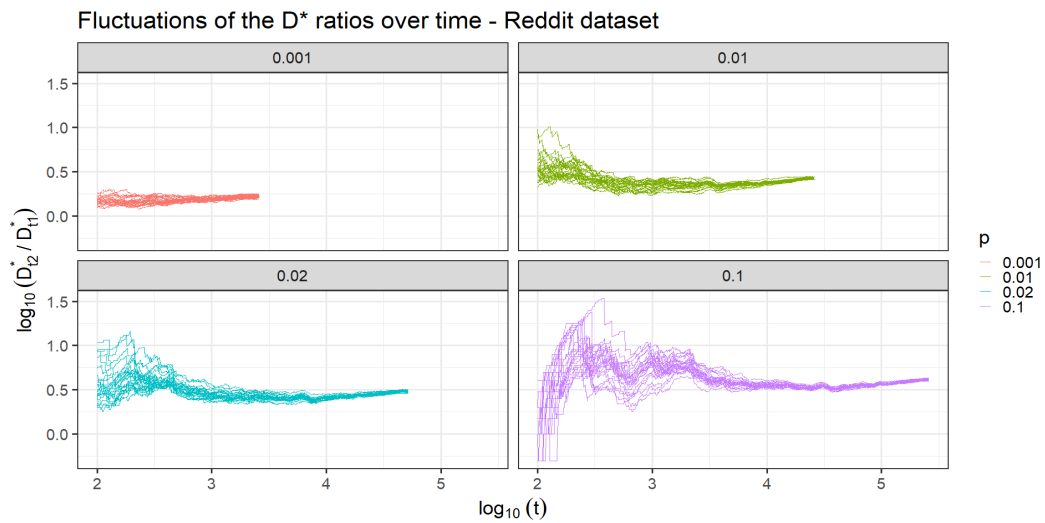 Fluctuations of the D* ratios over time - Reddit dataset
0.001
0.01
1.5
1.0
0.5
0.0
0.02
0.1
1.5
1.0
0.5
0.0
2 3 4 5
2 3 4 5
log10 (D*t2 / D*t1)
log10 (t)
p
0.001
0.01
0.02
0.1